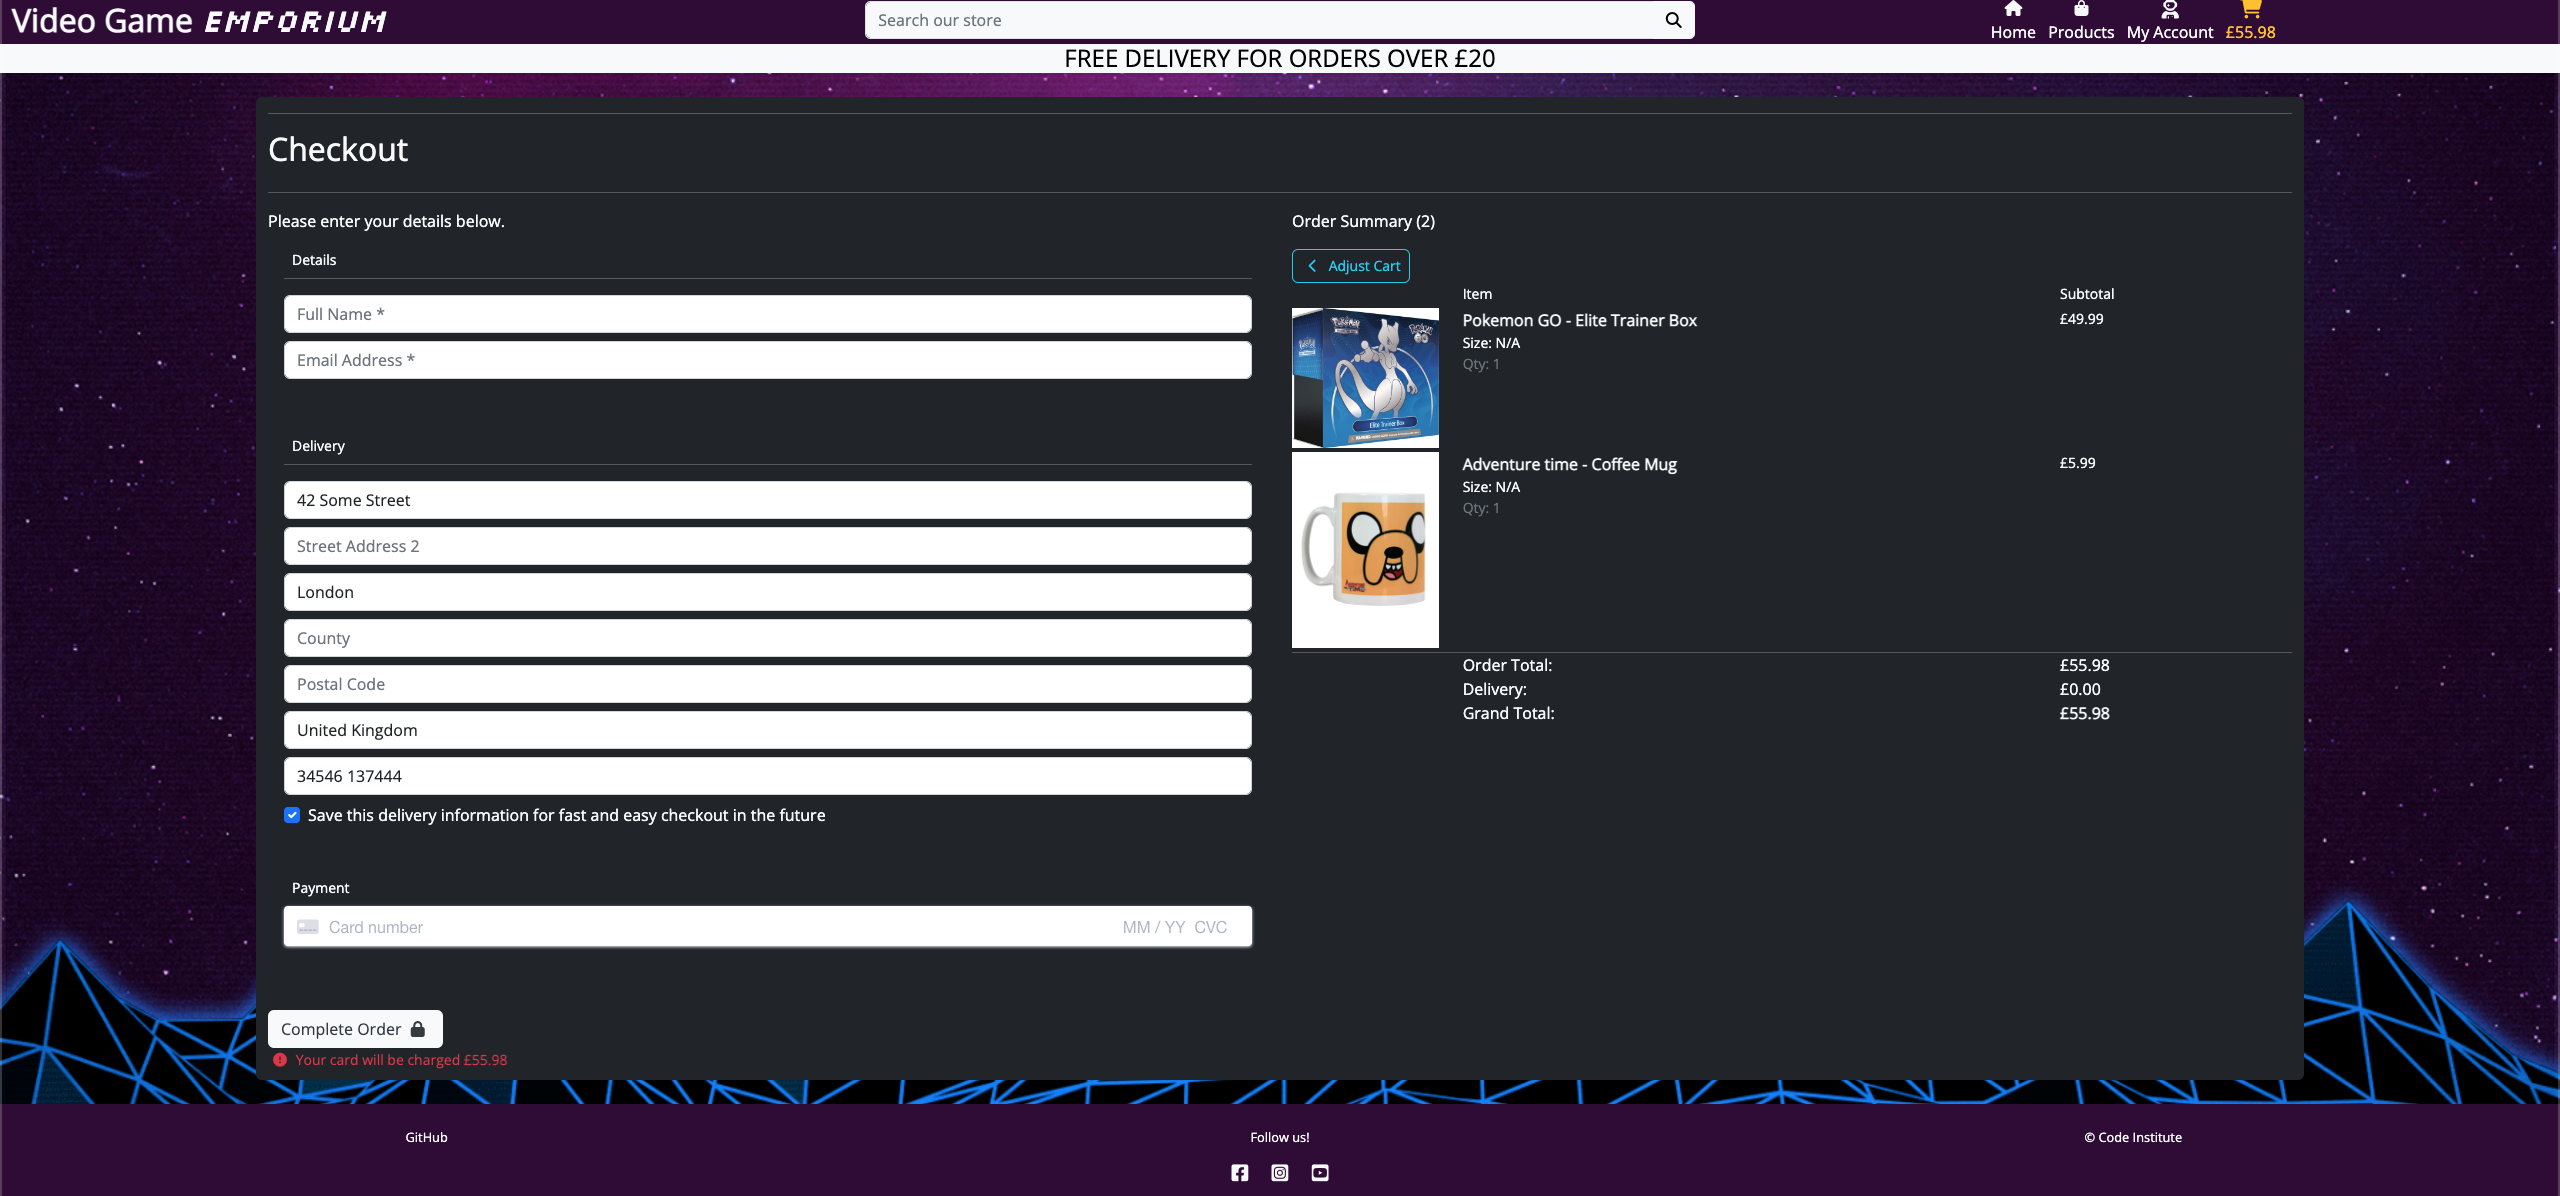 Video Game EMPORIUM
Search our store
Home
Products
My Account
£55.98
FREE DELIVERY FOR ORDERS OVER £20
Checkout
Please enter your details below.
Details
Full Name *
Email Address *
Delivery
42 Some Street
Street Address 2
London
County
Postal Code
United Kingdom
34546 137444
Save this delivery information for fast and easy checkout in the future
Payment
Card number MM / YY CVC
Complete Order
Your card will be charged £55.98
Order Summary (2)
Adjust Cart
Item Subtotal
Pokemon GO - Elite Trainer Box £49.99
Size: N/A
Qty: 1
Elite Trainer Box
Adventure time - Coffee Mug £5.99
Size: N/A
Qty: 1
Order Total: £55.98
Delivery: £0.00
Grand Total: £55.98
GitHub
Follow us!
© Code Institute